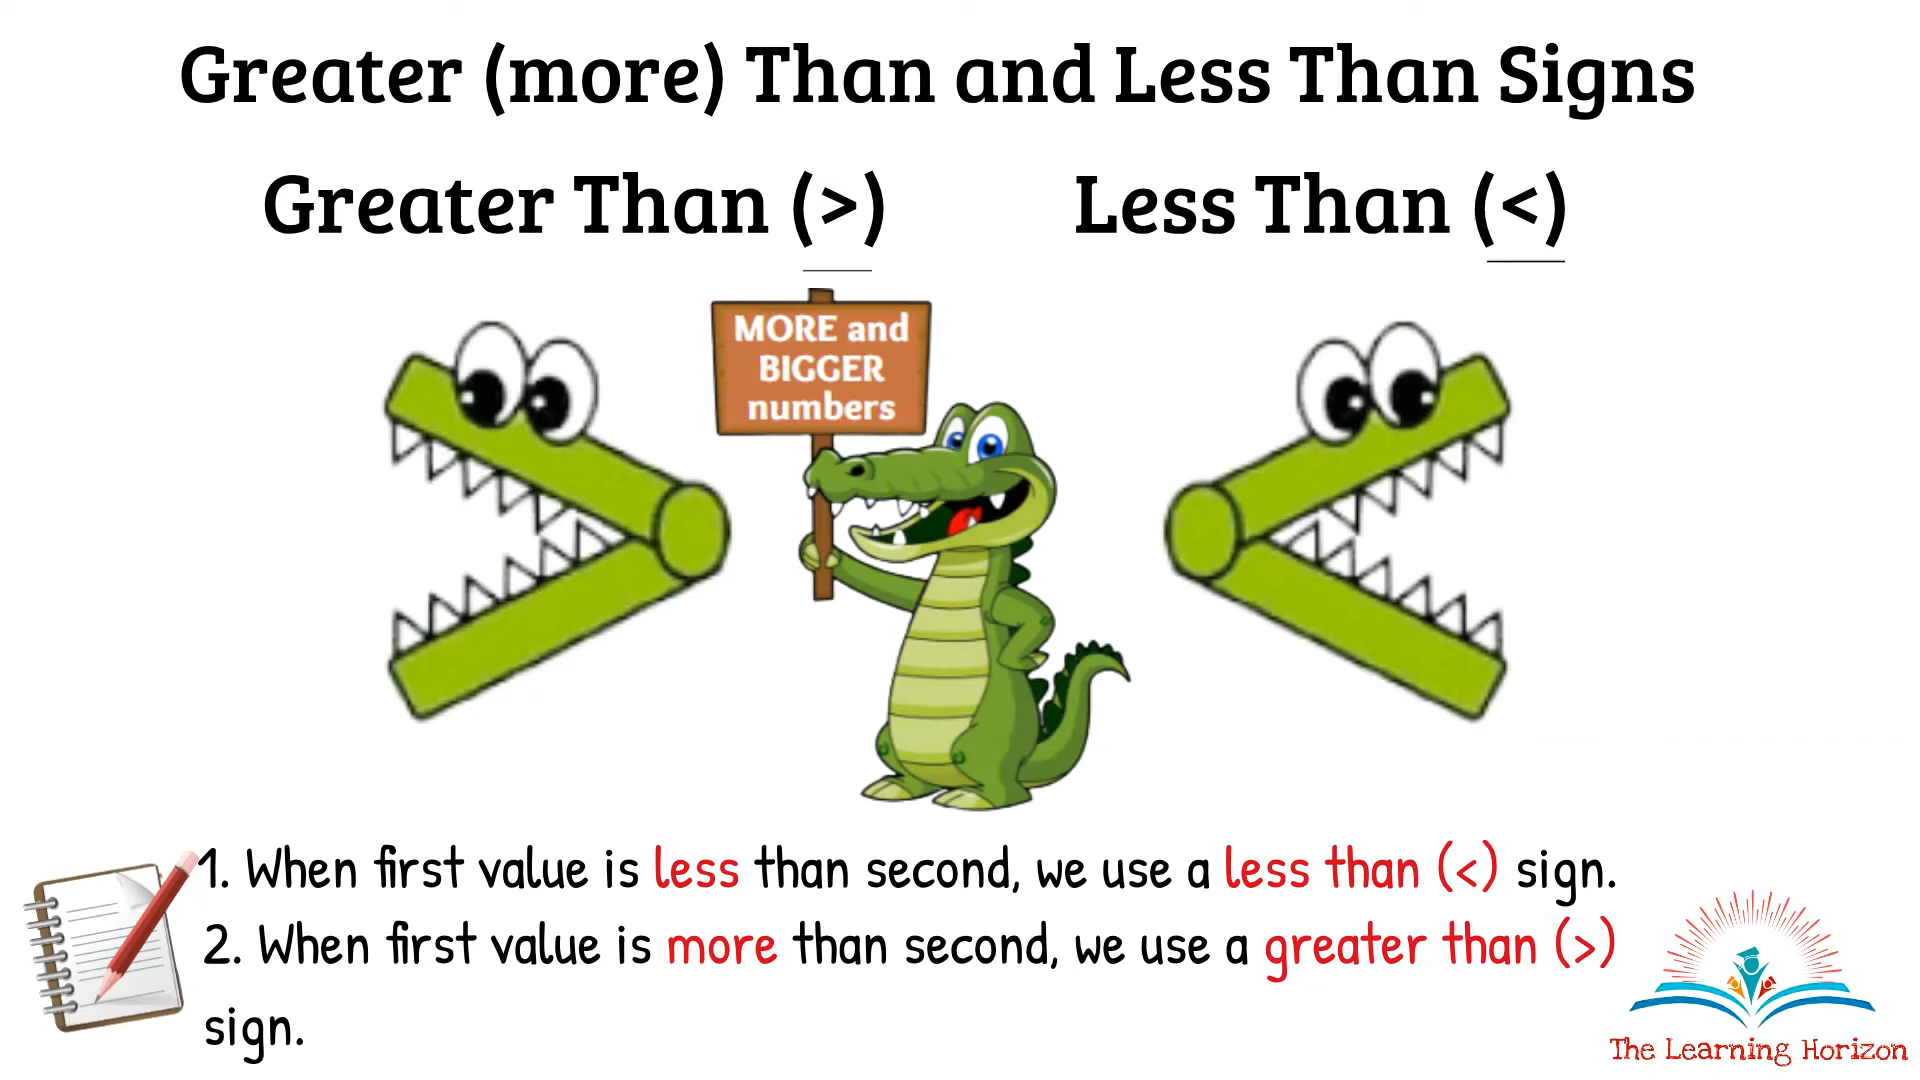 Greater (more) Than and Less Than Signs
Greater Than (>)
Less Than (<)
MORE and
BIGGER
numbers
1. When first value is less than second, we use a less than (<) sign.
2. When first value is more than second, we use a greater than (>)
sign.
The Learning Horizon